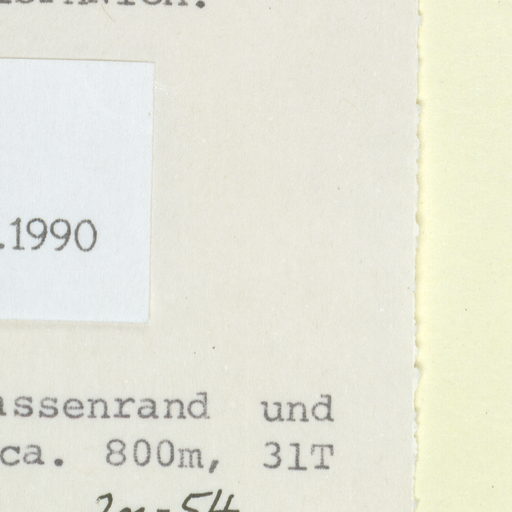 .1990
assenrand und
ca. 800m, 31T